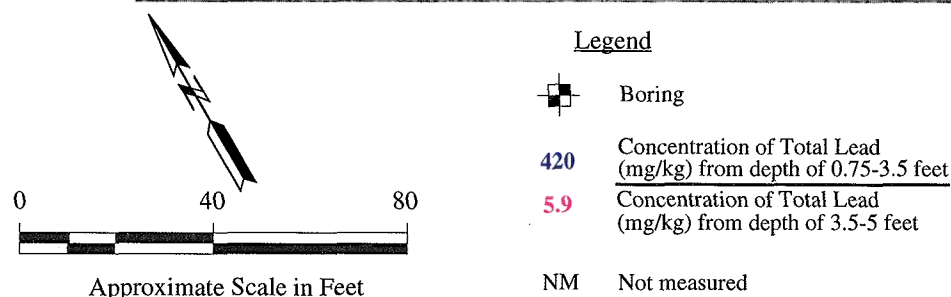 Legend
Boring
420 Concentration of Total Lead
(mg/kg) from depth of 0.75-3.5 feet
5.9 Concentration of Total Lead
(mg/kg) from depth of 3.5-5 feet
NM Not measured
N
0 40 80
Approximate Scale in Feet